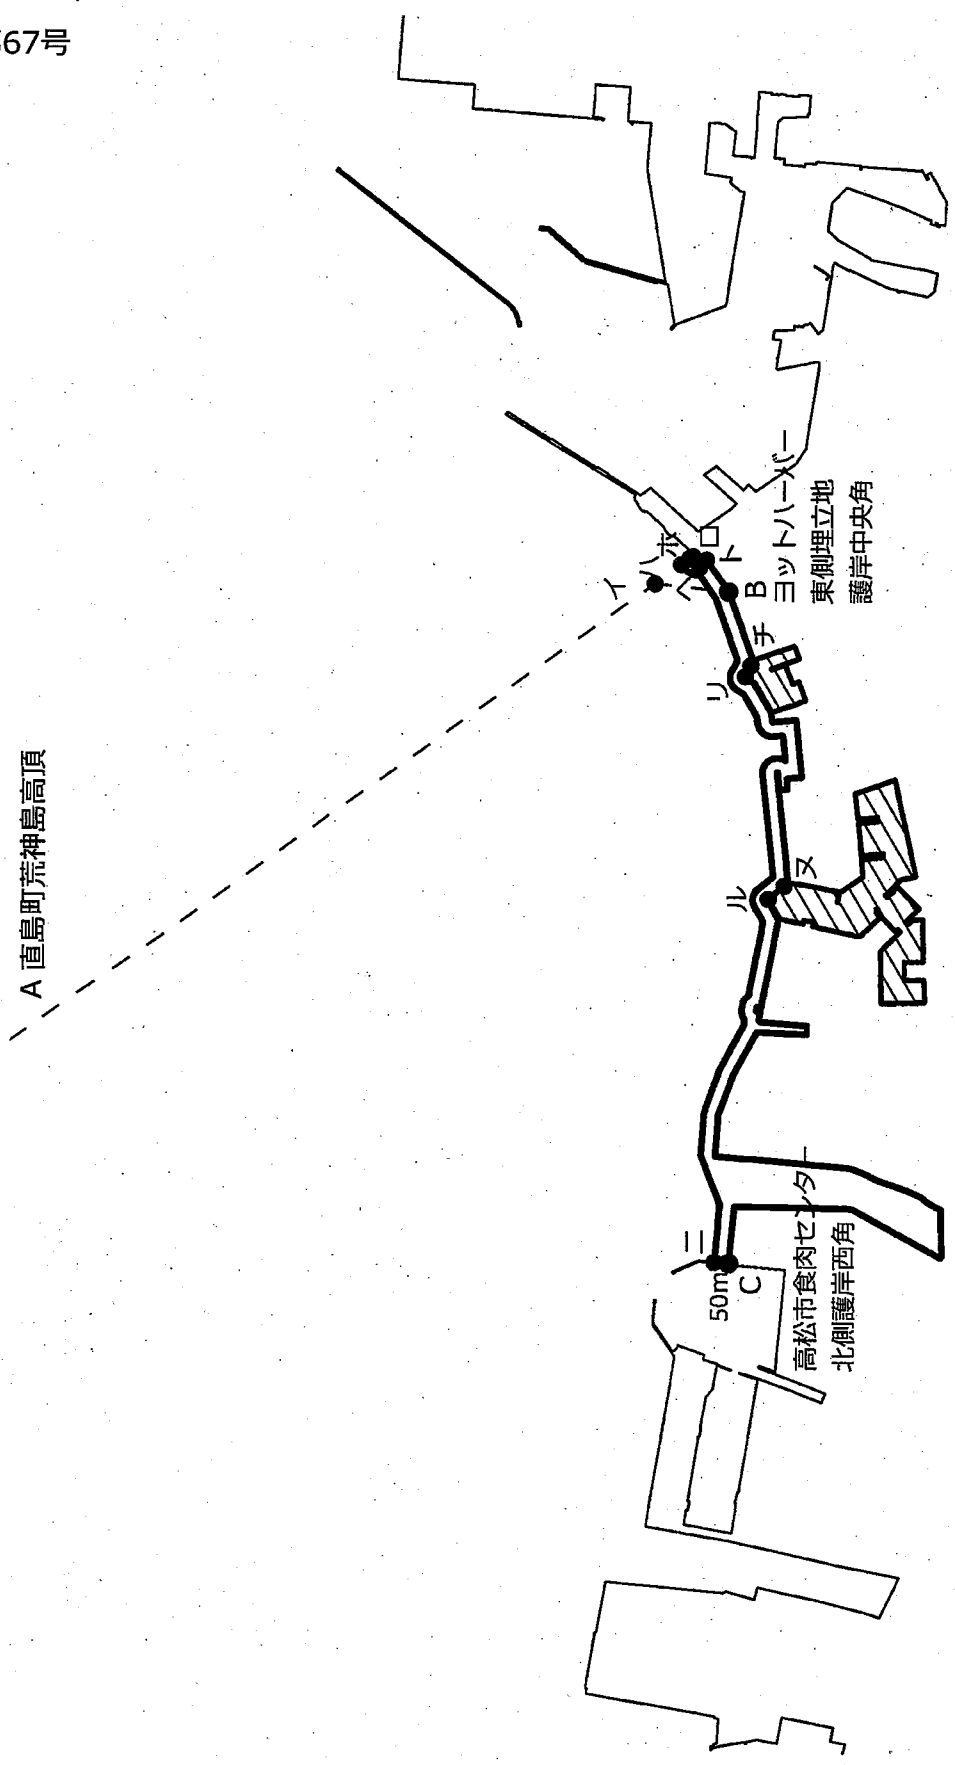 第67号
A 直島町荒神島高頂
イ
ハ
ホ
ヘ
ト
B
ヨットハーバー
東側埋立地
護岸中央角
チ
リ
ヌ
ル
ニ
50m
C
高松市食肉センター
北側護岸西角